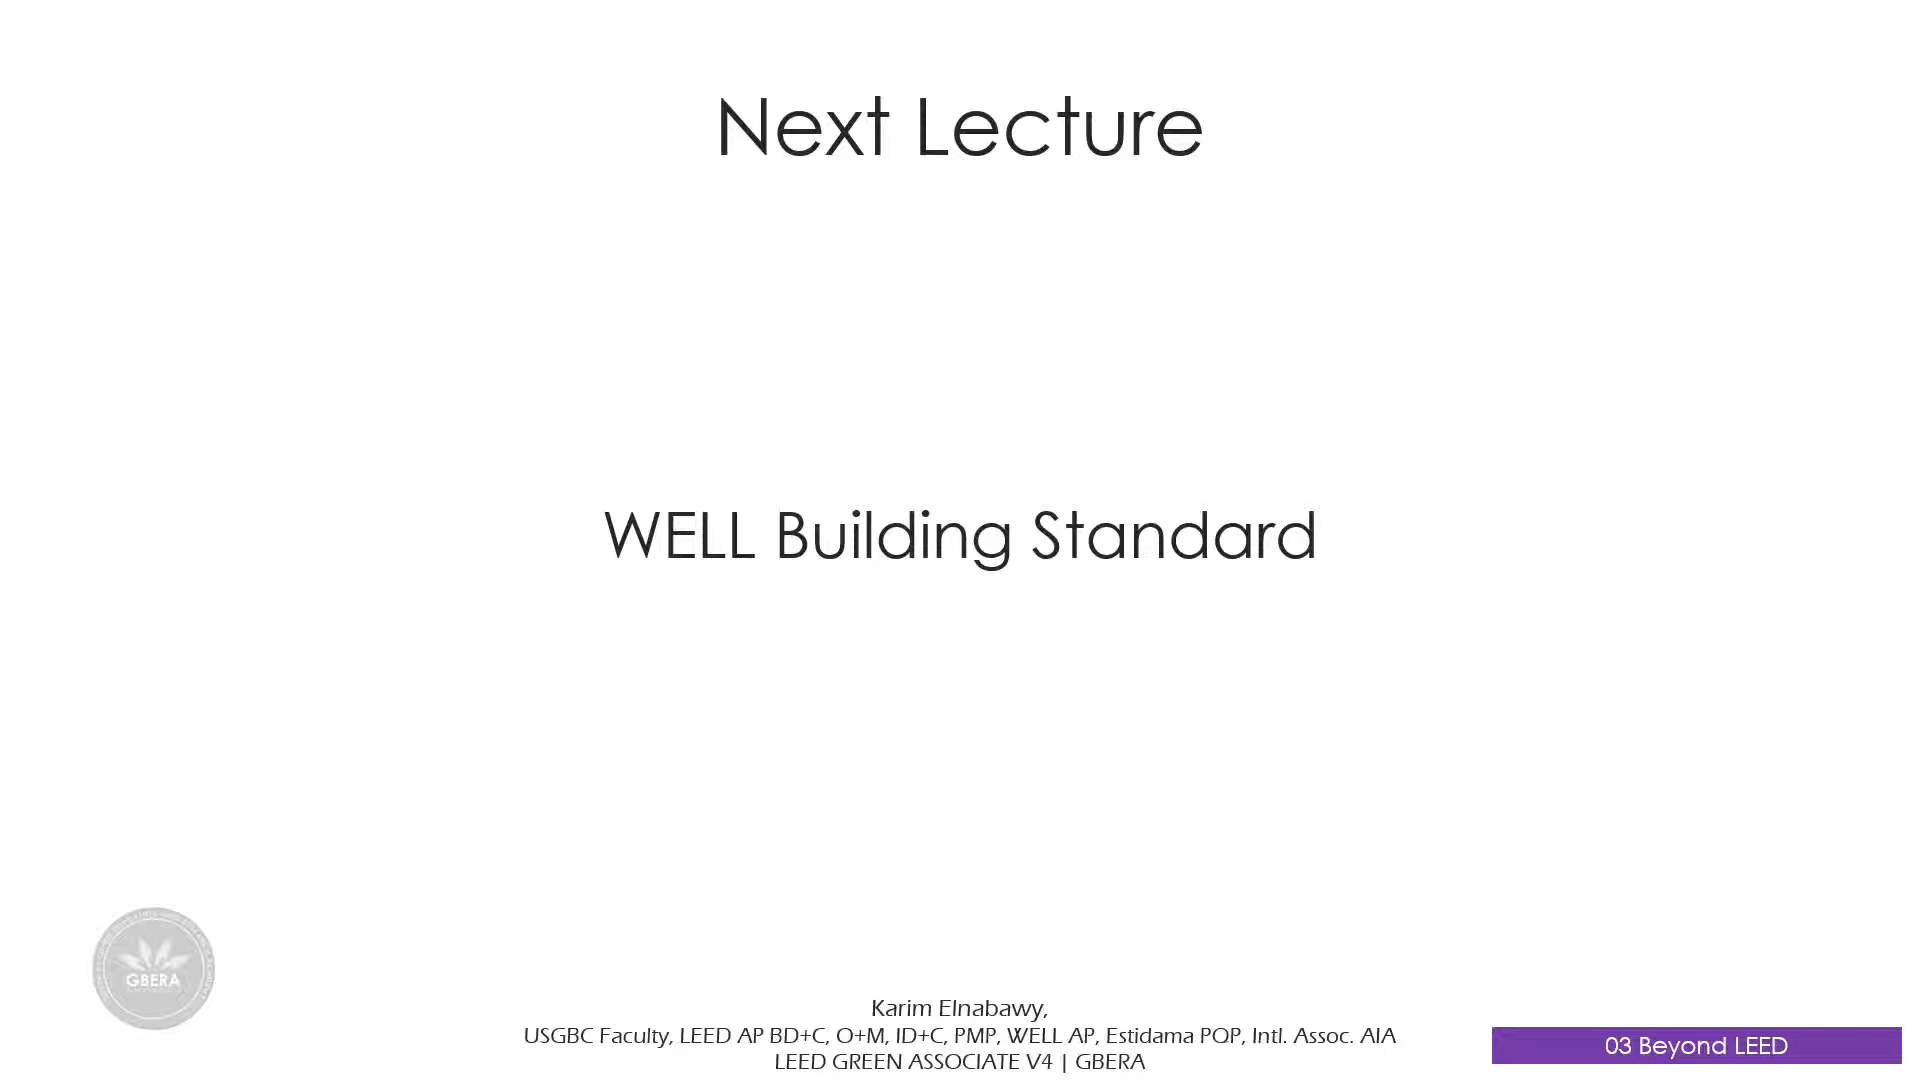 Next Lecture
WELL Building Standard
GBERA
Karim Elnabawy,
USGBC Faculty, LEED AP BD+C, O+M, ID+C, PMP, WELL AP, Estidama PQP, Intl. Assoc. AIA
LEED GREEN ASSOCIATE V4 | GBERA
03 Beyond LEED